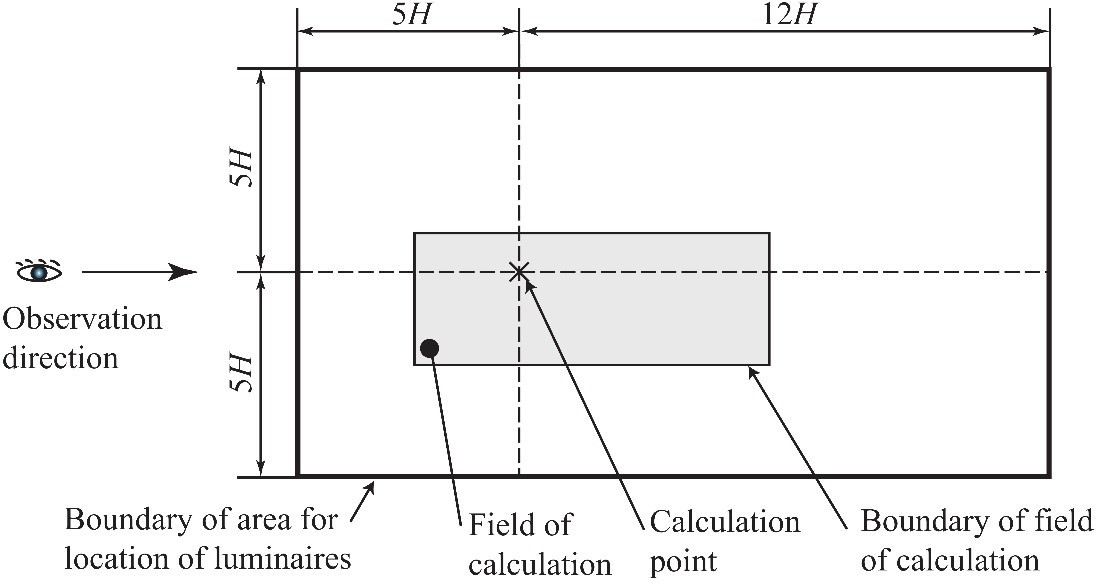 5H
12H
5H
5H
Observation
direction
Boundary of area for
location of luminaires
Field of
calculation
Calculation
point
Boundary of field
of calculation